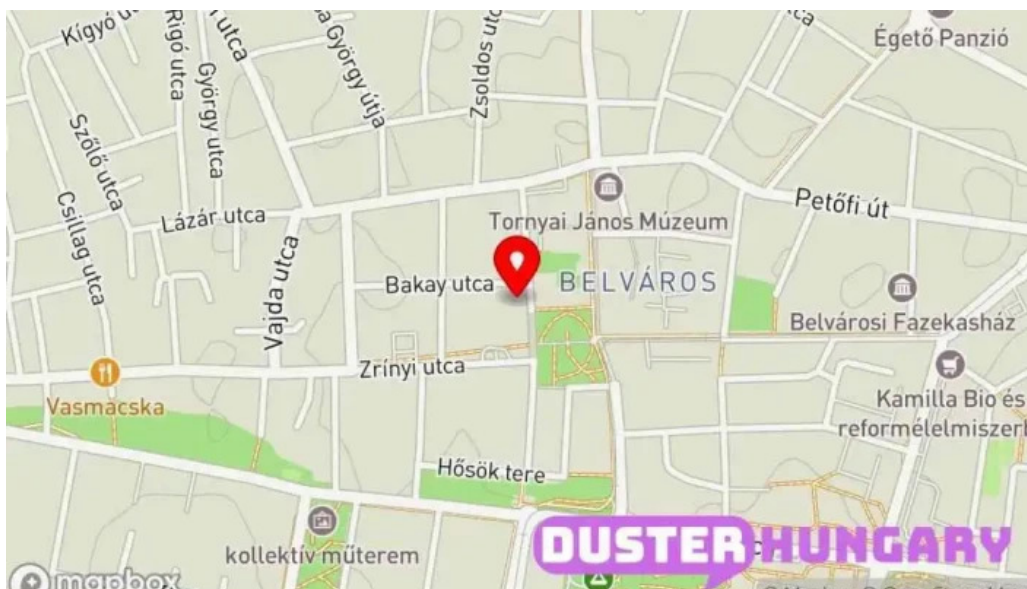 Kígyó
Rigó utca
György utca
utca
György útja
Zsoldos utc
utca
Égető Panzió
Szőlő utca
Csillag utca
Lázár utca
Vajda utca
Tornyai János Múzeum
Petőfi út
Bakay utca
BELVÁROS
Belvárosi Fazekasház
Zrínyi utca
Vasmacska
Kamilla Bio és
reformélelmiszerb
Hősök tere
kollektív műterem
DUSTER HUNGARY
mapbox